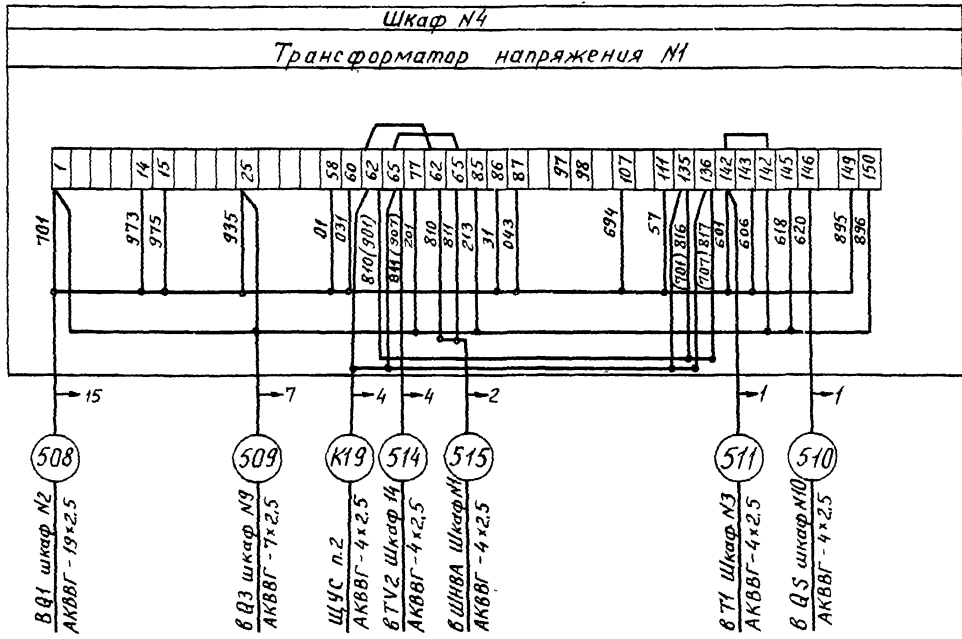 Шкаф N4
Трансформатор напряжения N1
1 14 15 25 58 60 62 65 77 62 65 85 86 87 97 98 107 111 135 136 142 143 142 145 146 149 150
701 973 975 935 01 031 810(901) 811(907) 201 810 811 213 31 043 694 57 (701) 816 (707) 817 601 606 618 620 895 896
15 7 4 4 2 1 1
508 509 К19 514 515 511 510
В Q1 шкаф N2
АКВВГ-19×2,5
в Q3 шкаф N9
АКВВГ-7×2,5
ЩУС п.2
АКВВГ-4×2,5
в TV2 Шкаф 14
АКВВГ-4×2,5
в ШНВА Шкаф N1
АКВВГ-4×2,5
в Т1 Шкаф N3
АКВВГ-4×2,5
в QS шкаф N10
АКВВГ-4×2,5